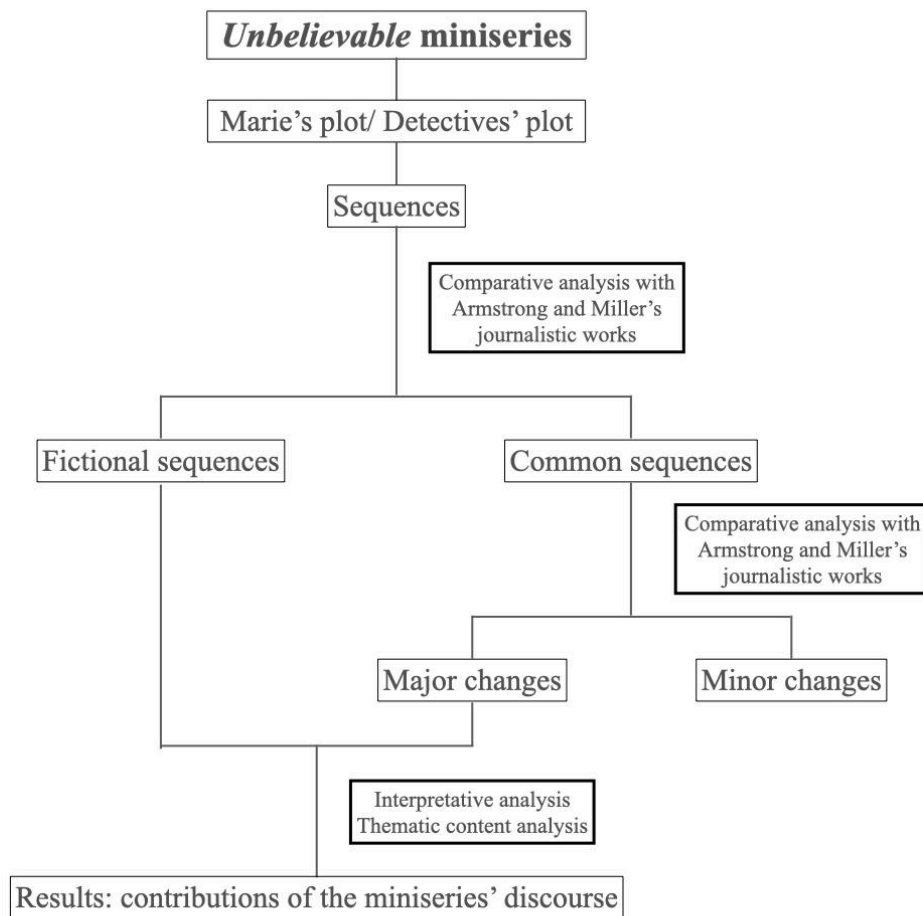 Unbelievable miniseries
Marie’s plot/ Detectives’ plot
Sequences
Comparative analysis with
Armstrong and Miller’s
journalistic works
Fictional sequences
Common sequences
Comparative analysis with
Armstrong and Miller’s
journalistic works
Major changes
Minor changes
Interpretative analysis
Thematic content analysis
Results: contributions of the miniseries’ discourse